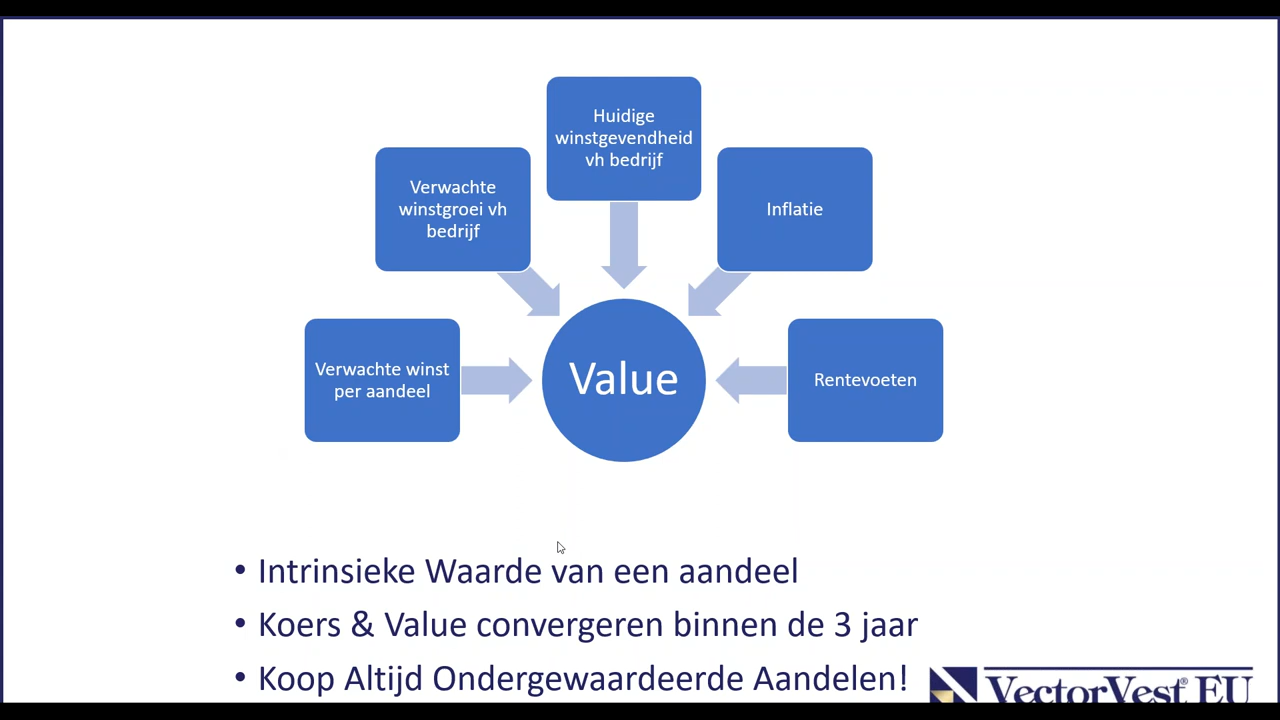 Huidige
winstgevendheid
vh bedrijf
Verwachte
winstgroei vh
bedrijf
Inflatie
Verwachte winst
per aandeel
Value
Rentevoeten
• Intrinsieke Waarde van een aandeel
• Koers & Value convergeren binnen de 3 jaar
• Koop Altijd Ondergewaardeerde Aandelen!
VectorVest® EU